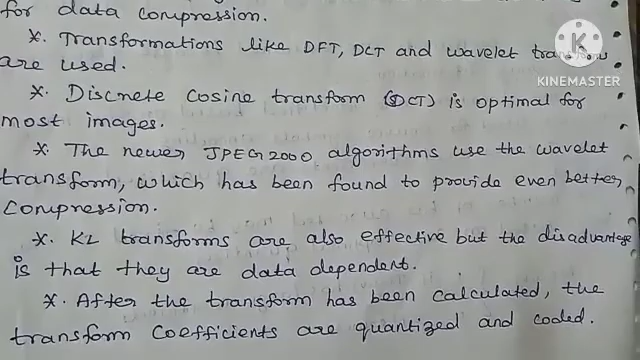 for data compression.
*. Transformations like DFT, DCT and wavelet
are used.
*. Discrete cosine transform (DCT) is optimal for
most images.
*. The newer JPEG2000 algorithms use the wavelet
transform, which has been found to provide even better
compression.
*. KL transforms are also effective but the disadvantage
is that they are data dependent.
*. After the transform has been calculated, the
transform coefficients are quantized and coded.
KINEMASTER